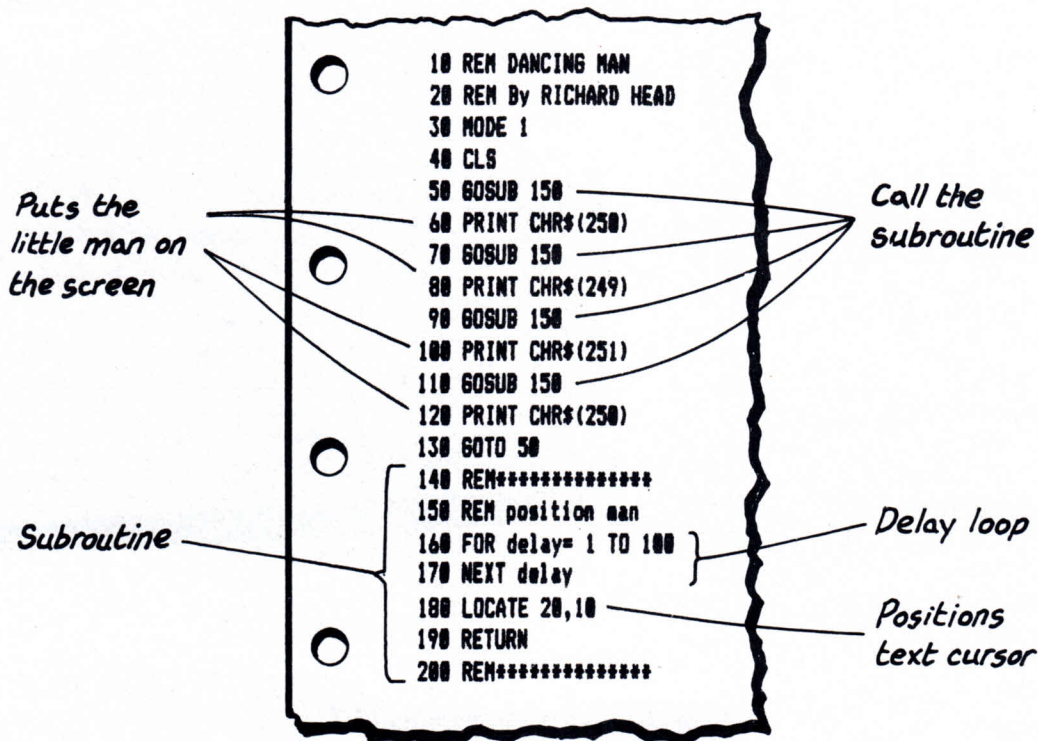 10 REM DANCING MAN
20 REM By RICHARD HEAD
30 MODE 1
40 CLS
50 GOSUB 150
60 PRINT CHR$(250)
70 GOSUB 150
80 PRINT CHR$(249)
90 GOSUB 150
100 PRINT CHR$(251)
110 GOSUB 150
120 PRINT CHR$(250)
130 GOTO 50
140 REM**************
150 REM position man
160 FOR delay= 1 TO 100
170 NEXT delay
180 LOCATE 20,10
190 RETURN
200 REM**************
Puts the
little man on
the screen
Subroutine
Call the
subroutine
Delay loop
Positions
text cursor